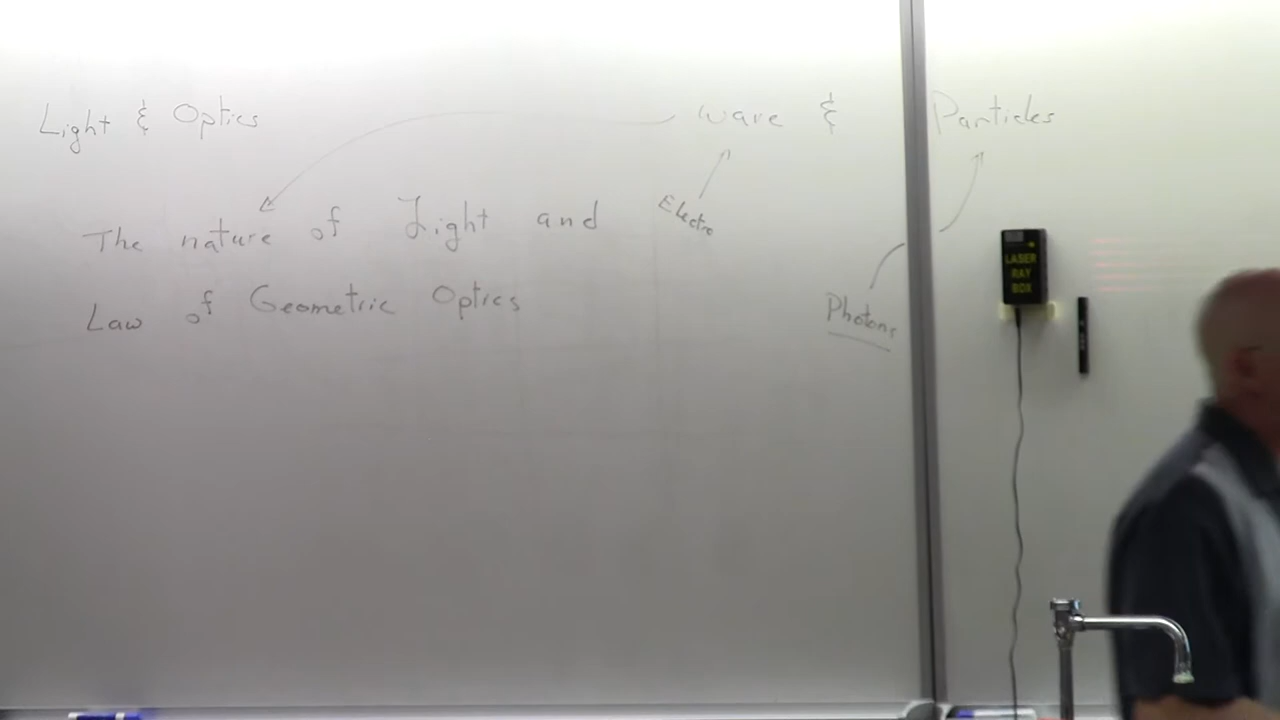 Light & Optics
wave & Particles
The nature of Light and
Electro
Law of Geometric Optics
Photons
LASER
RAY
BOX